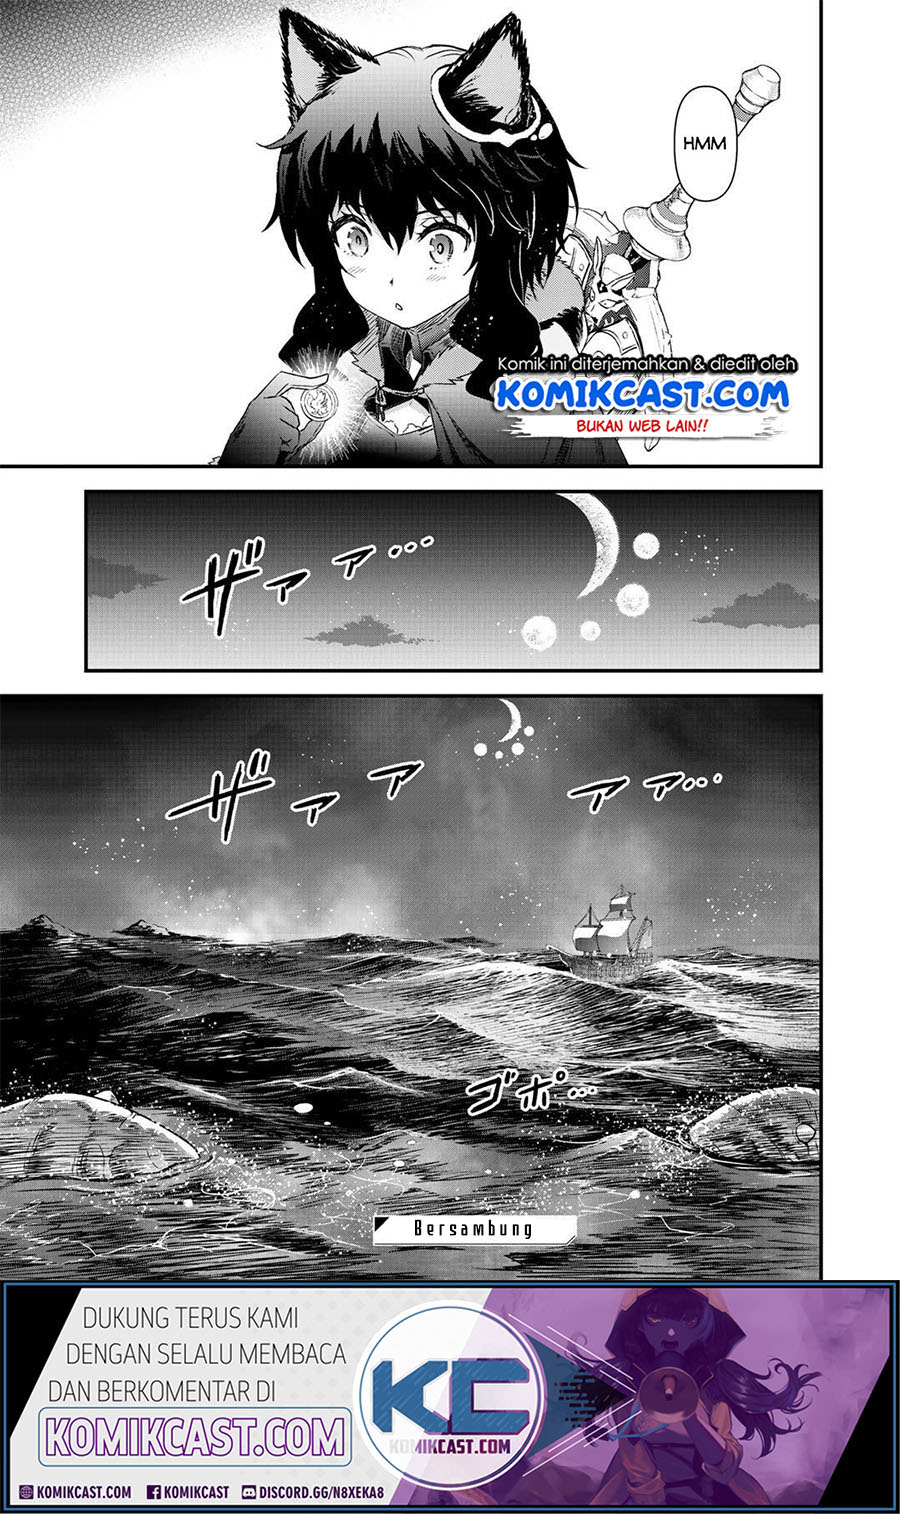 HMM
Komik ini diterjemahkan & diedit oleh
KOMIKCAST.COM
BUKAN WEB LAIN!!
ザァァ…
ザァァ
ァァ…
ゴポ…
Bersambung
DUKUNG TERUS KAMI
DENGAN SELALU MEMBACA
DAN BERKOMENTAR DI
KOMIKCAST.COM
KC
KOMIKCAST.COM
KOMIKCAST.COM
KOMIKCAST
DISCORD.GG/N8XEKA8